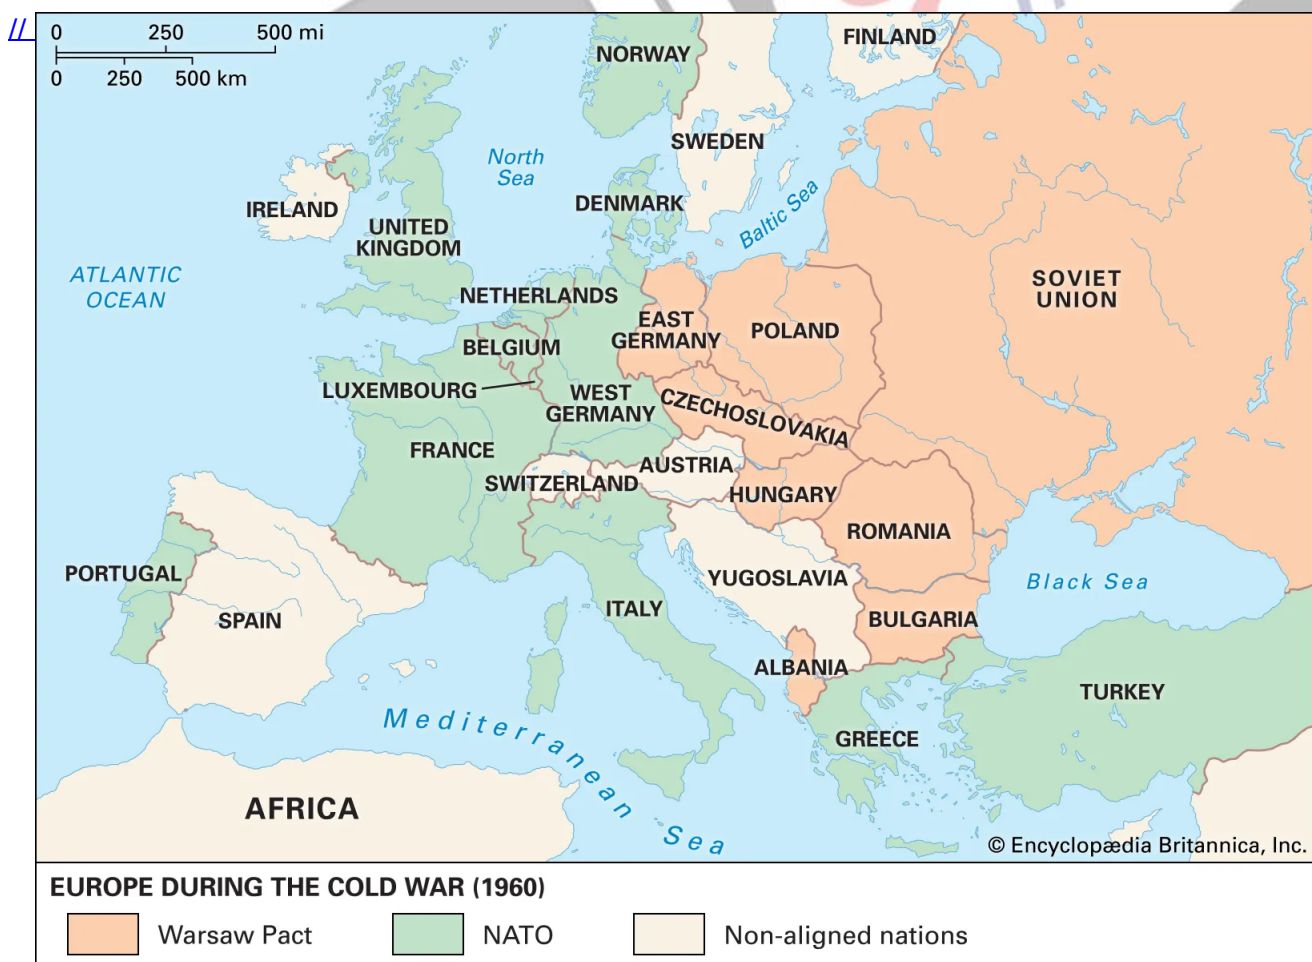 //
0 250 500 mi
0 250 500 km
NORWAY
FINLAND
SWEDEN
North
Sea
Baltic Sea
DENMARK
IRELAND
UNITED
KINGDOM
ATLANTIC
OCEAN
NETHERLANDS
SOVIET
UNION
EAST
GERMANY
POLAND
BELGIUM
LUXEMBOURG
WEST
GERMANY
CZECHOSLOVAKIA
FRANCE
AUSTRIA
SWITZERLAND
HUNGARY
ROMANIA
PORTUGAL
YUGOSLAVIA
Black Sea
SPAIN
ITALY
BULGARIA
ALBANIA
TURKEY
Mediterranean Sea
GREECE
AFRICA
© Encyclopædia Britannica, Inc.
EUROPE DURING THE COLD WAR (1960)
Warsaw Pact
NATO
Non-aligned nations